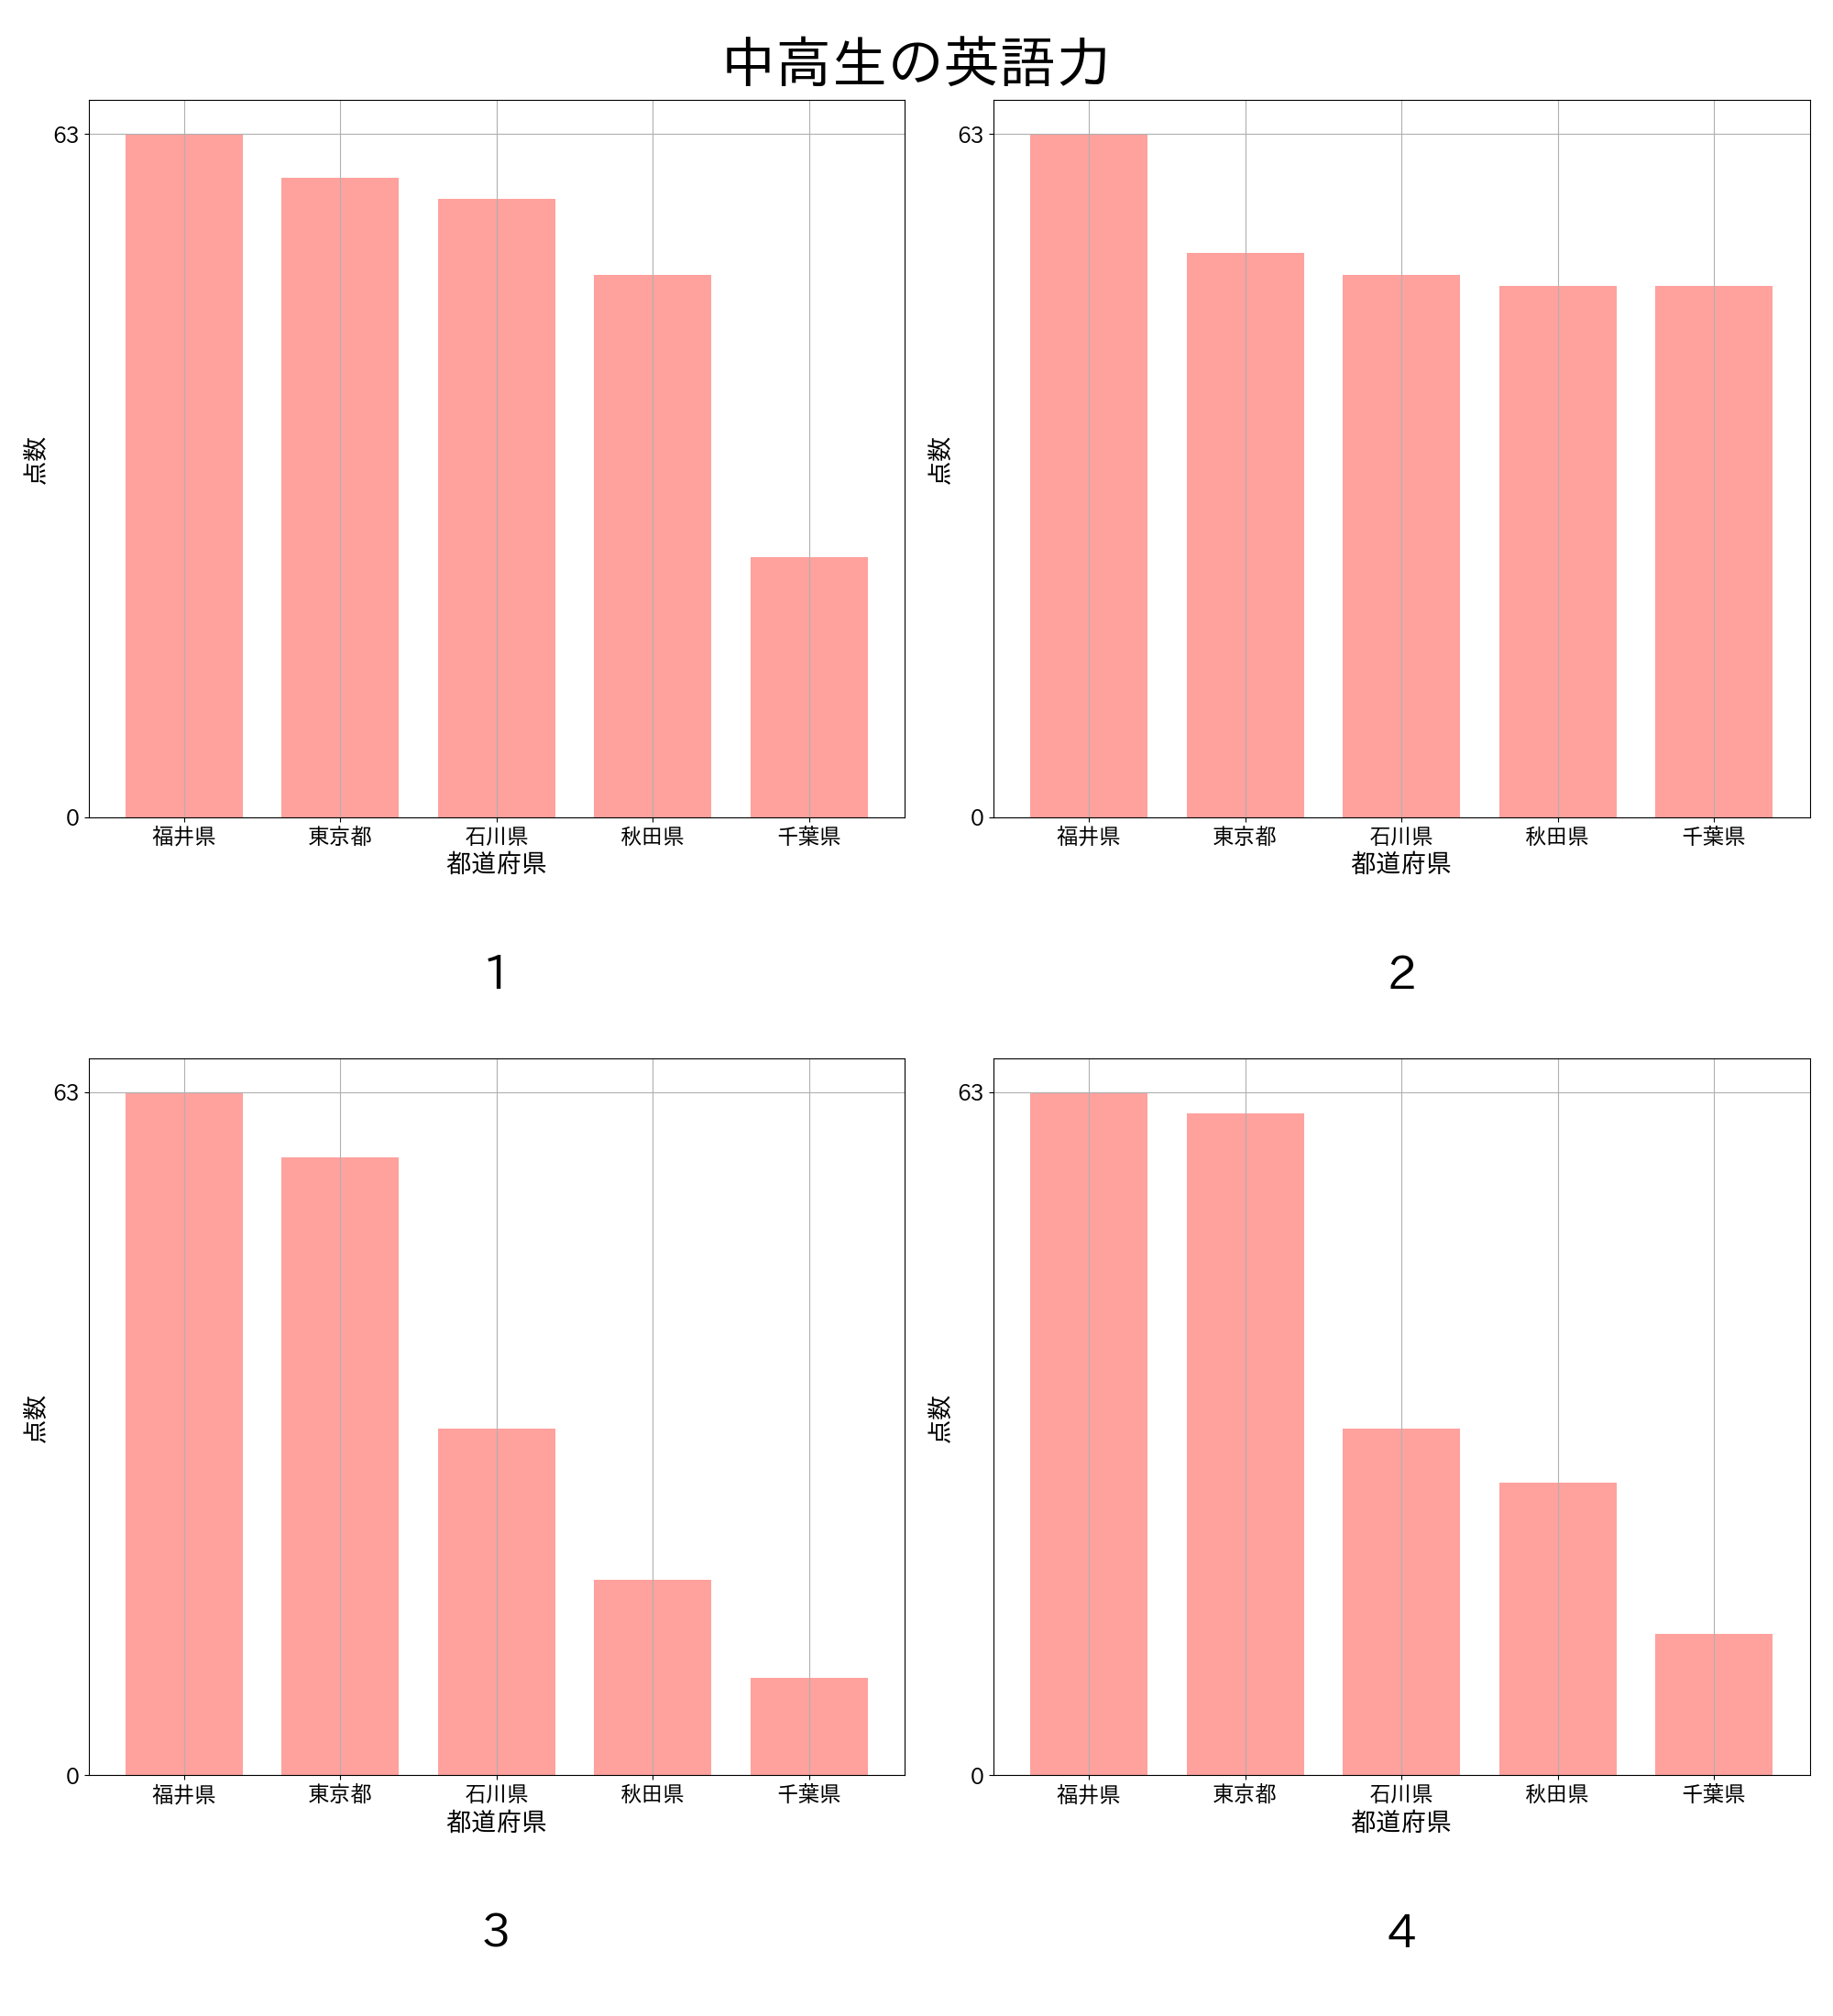 中高生の英語力
63
点数
0
福井県 東京都 石川県 秋田県 千葉県
都道府県
1
63
点数
0
福井県 東京都 石川県 秋田県 千葉県
都道府県
2
63
点数
0
福井県 東京都 石川県 秋田県 千葉県
都道府県
3
63
点数
0
福井県 東京都 石川県 秋田県 千葉県
都道府県
4